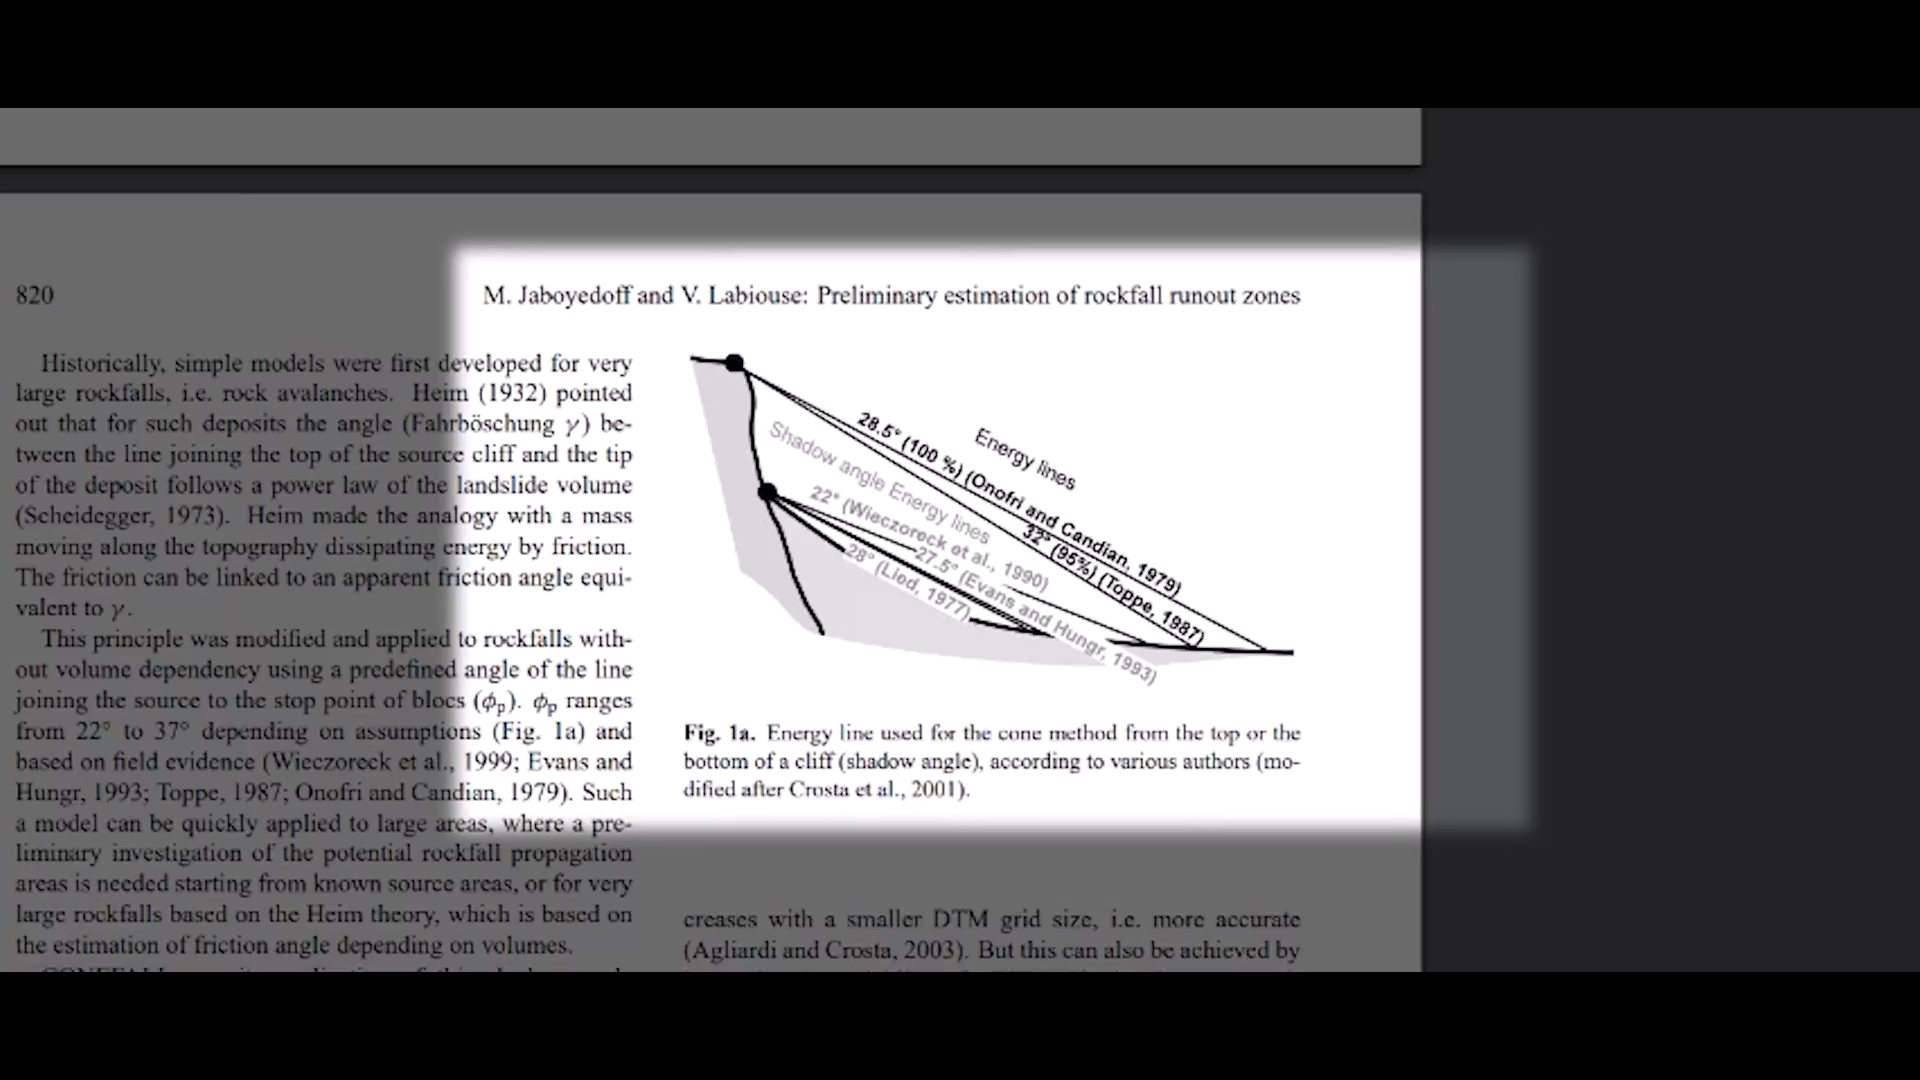 820
M. Jaboyedoff and V. Labiouse: Preliminary estimation of rockfall runout zones
Historically, simple models were first developed for very
large rockfalls, i.e. rock avalanches. Heim (1932) pointed
out that for such deposits the angle (Fahrböschung γ) be-
tween the line joining the top of the source cliff and the tip
of the deposit follows a power law of the landslide volume
(Scheidegger, 1973). Heim made the analogy with a mass
moving along the topography dissipating energy by friction.
The friction can be linked to an apparent friction angle equi-
valent to γ.
This principle was modified and applied to rockfalls with-
out volume dependency using a predefined angle of the line
joining the source to the stop point of blocs (ϕp). ϕp ranges
from 22° to 37° depending on assumptions (Fig. 1a) and
based on field evidence (Wieczoreck et al., 1999; Evans and
Hungr, 1993; Toppe, 1987; Onofri and Candian, 1979). Such
a model can be quickly applied to large areas, where a pre-
liminary investigation of the potential rockfall propagation
areas is needed starting from known source areas, or for very
large rockfalls based on the Heim theory, which is based on
the estimation of friction angle depending on volumes.
Energy lines
28.5° (100 %) (Onofri and Candian, 1979)
32° (95%) (Toppe, 1987)
Shadow angle Energy lines
22° (Wieczorock et al., 1990)
27.5° (Evans and Hungr, 1993)
28° (Lied, 1977)
Fig. 1a. Energy line used for the cone method from the top or the
bottom of a cliff (shadow angle), according to various authors (mo-
dified after Crosta et al., 2001).
creases with a smaller DTM grid size, i.e. more accurate
(Agliardi and Crosta, 2003). But this can also be achieved by